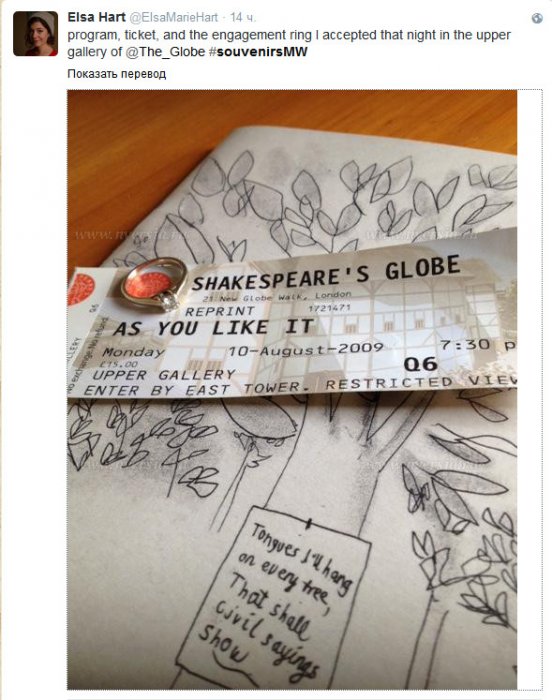 Elsa Hart @ElsaMarieHart · 14 ч.
program, ticket, and the engagement ring I accepted that night in the upper
gallery of @The_Globe #souvenirsMW
Показать перевод
SHAKESPEARE'S GLOBE
21 New Globe Walk, London
REPRINT 1721471
AS YOU LIKE IT
Monday 10-August-2009 7:30 P
£15.00 Q6
UPPER GALLERY
ENTER BY EAST TOWER. RESTRICTED VIEW
Tongues I'll hang
on every tree,
That shall
civil sayings
show